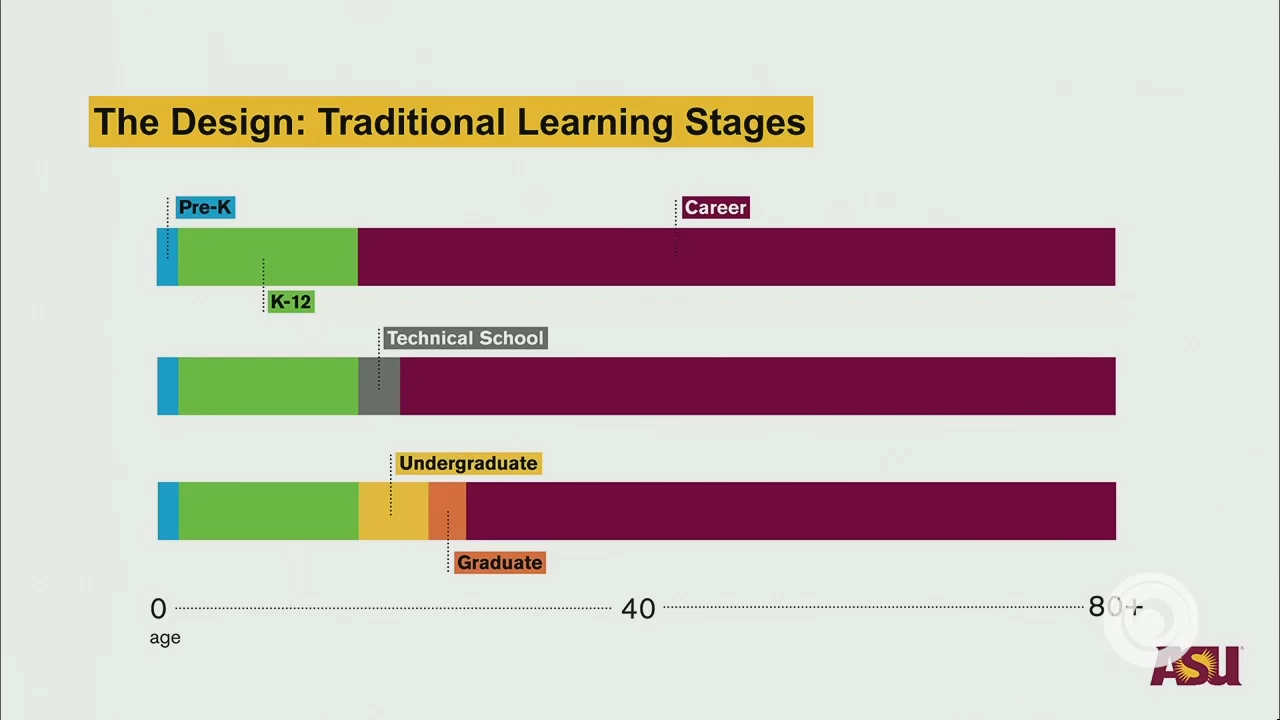 The Design: Traditional Learning Stages
Pre-K
Career
K-12
Technical School
Undergraduate
Graduate
0
40
80+
age
ASU